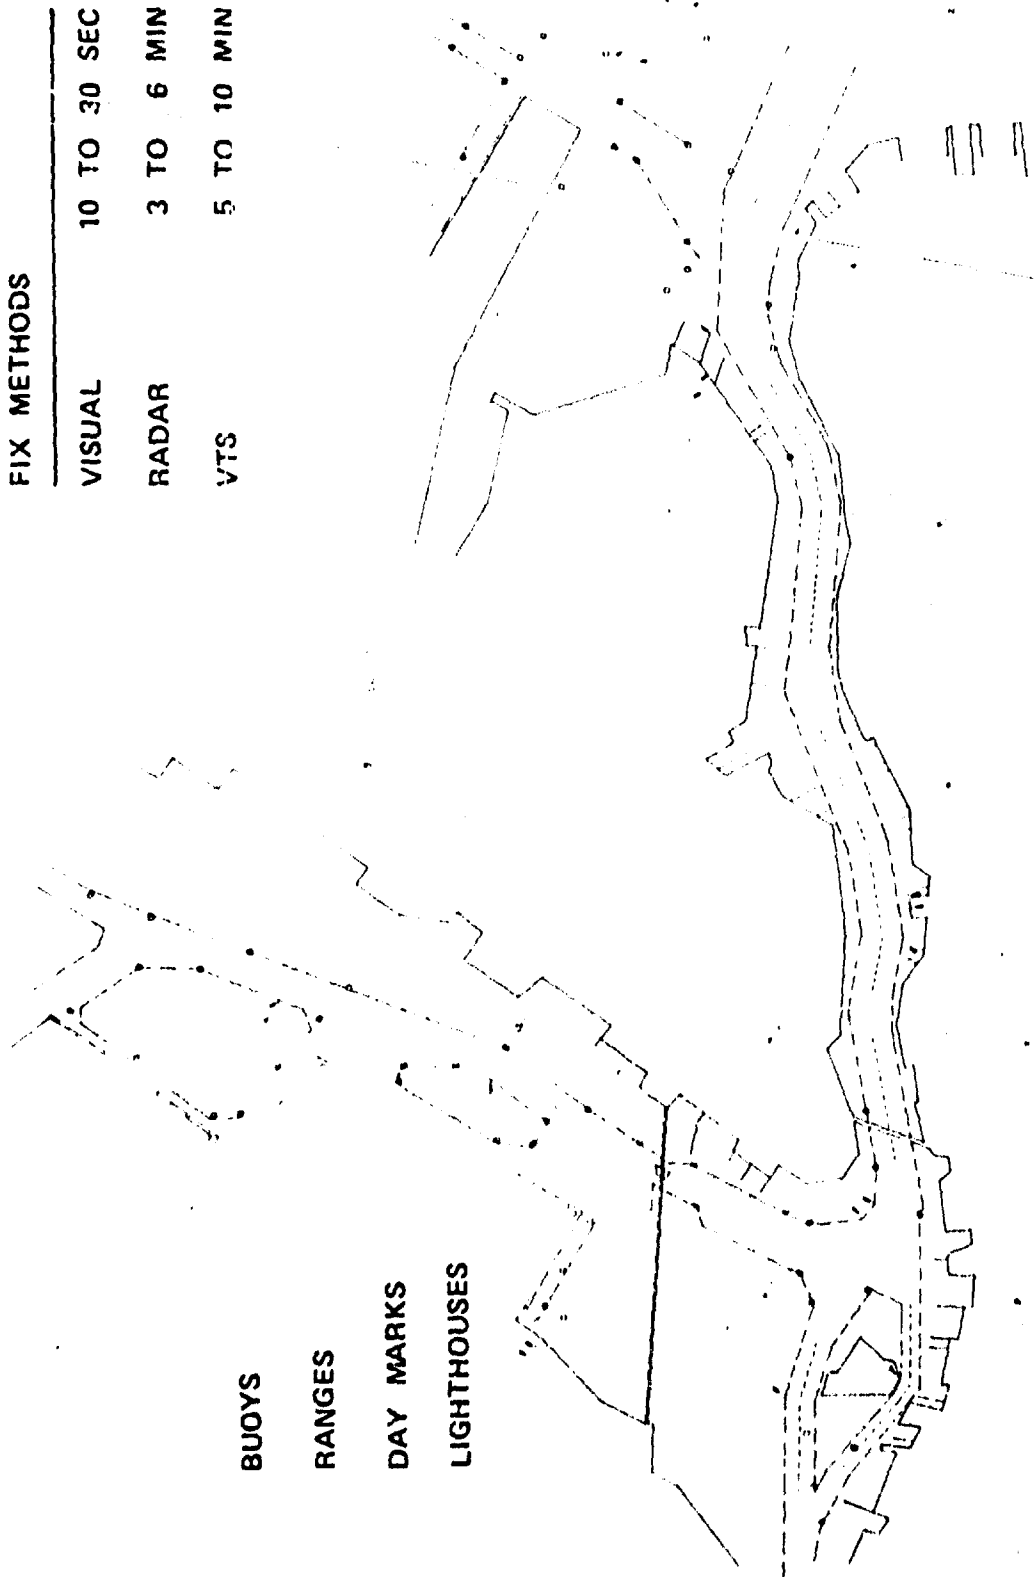 FIX METHODS
VISUAL 10 TO 30 SEC
RADAR 3 TO 6 MIN
VTS 5 TO 10 MIN
BUOYS
RANGES
DAY MARKS
LIGHTHOUSES